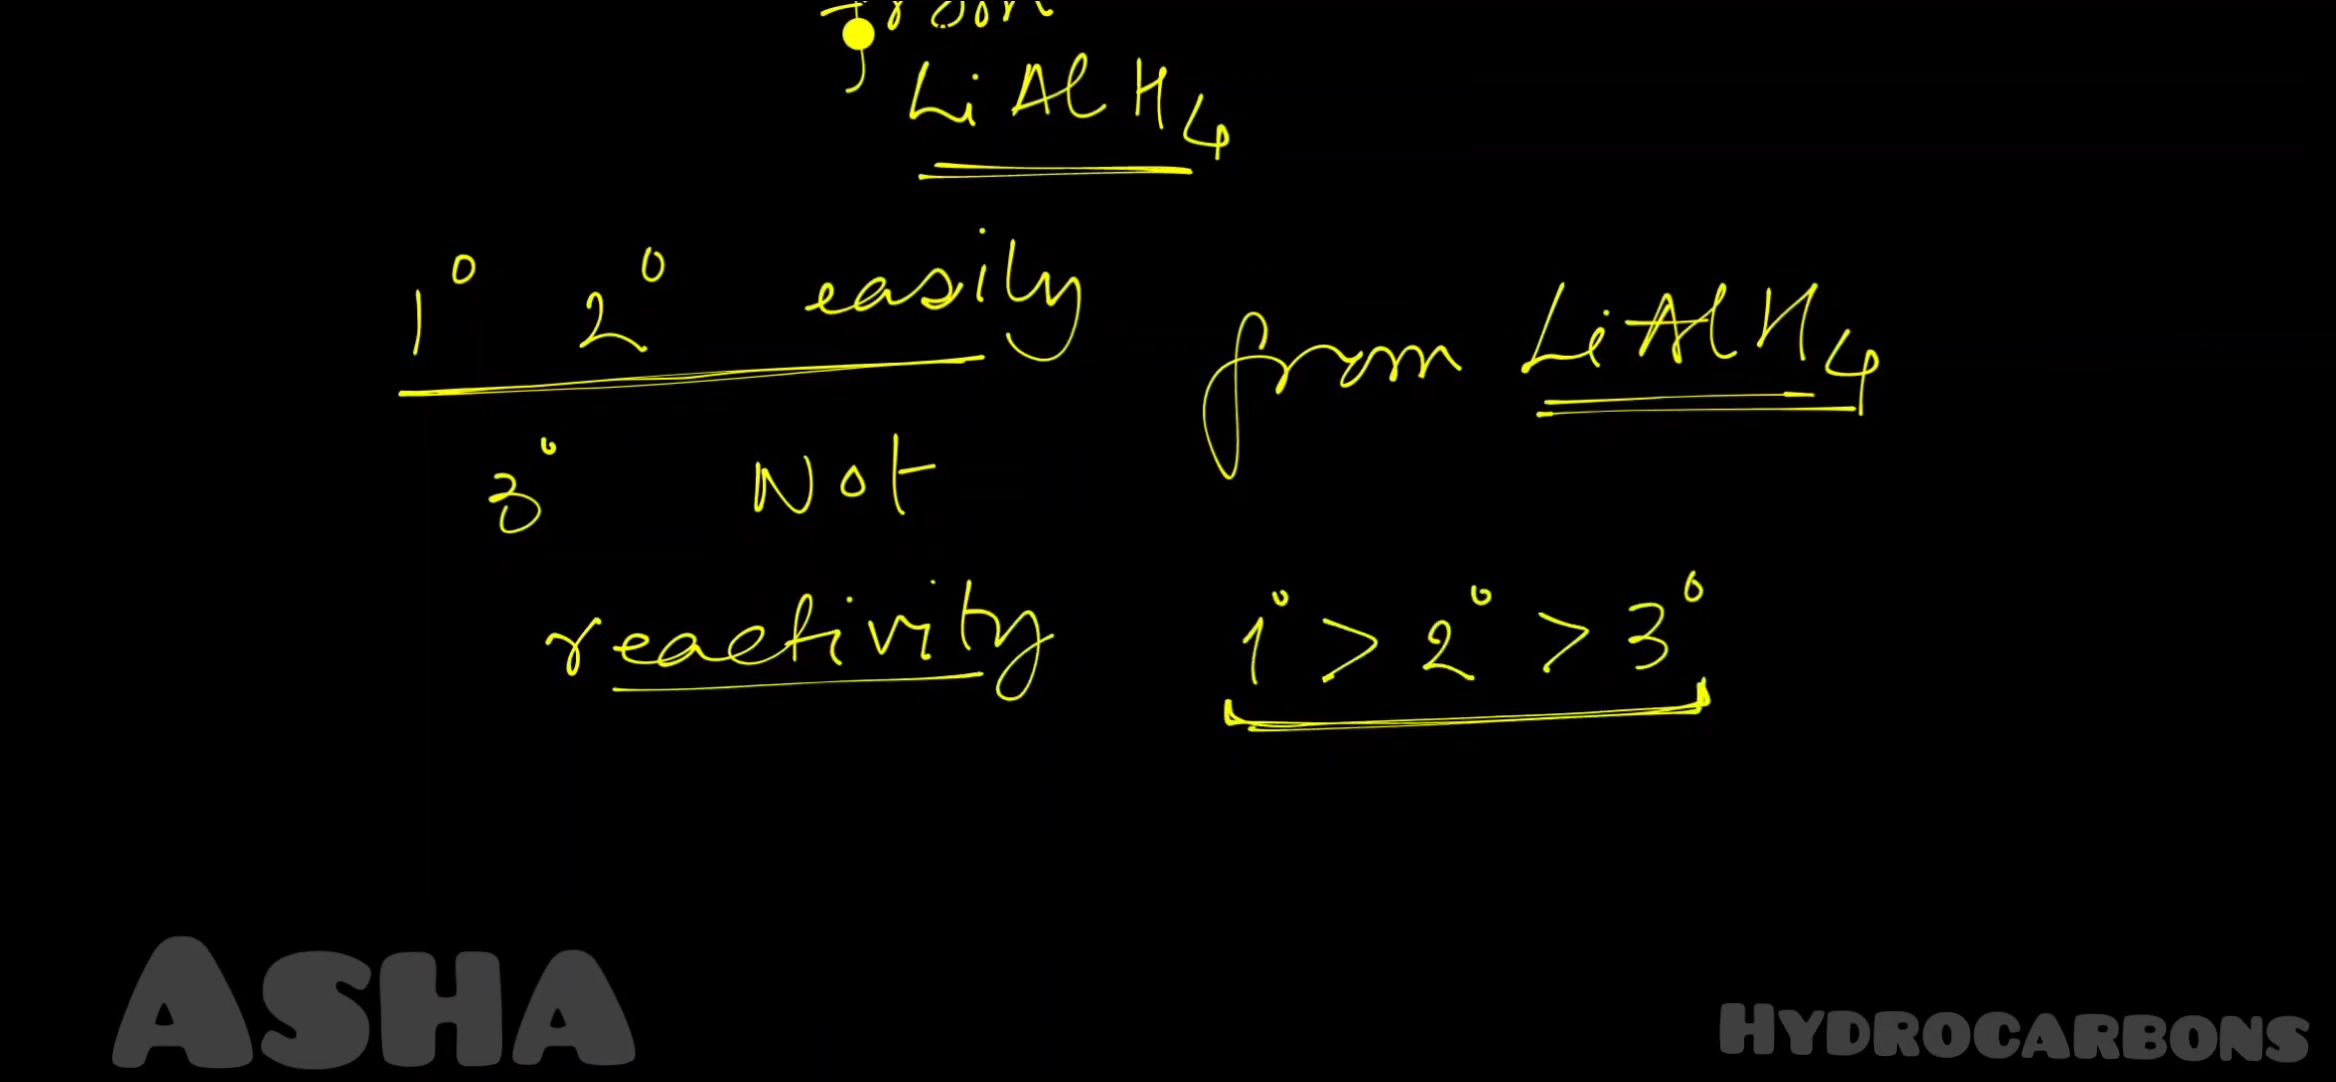 LiAlH4
1° 2° easily from LiAlH4
3° Not
reactivity 1° > 2° > 3°
ASHA
HYDROCARBONS